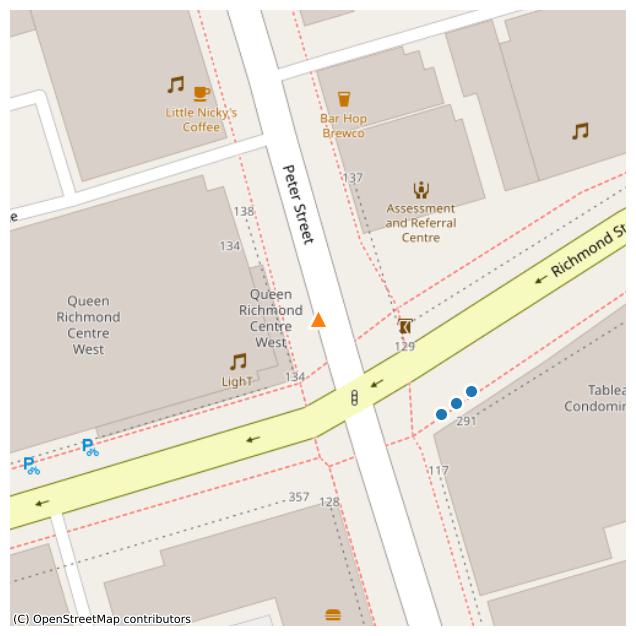 Little Nicky's
Coffee
Bar Hop
Brewco
Peter Street
137
Assessment
and Referral
Centre
138
134
Queen
Richmond
Centre
West
Queen
Richmond
Centre
West
Richmond St
129
LighT
134
Tablea
Condomin
291
117
357
128
(C) OpenStreetMap contributors